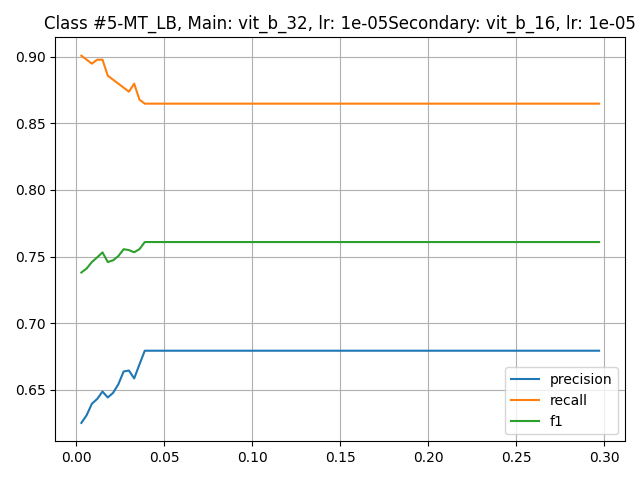 Class #5-MT_LB, Main: vit_b_32, lr: 1e-05Secondary: vit_b_16, lr: 1e-05
0.90
0.85
0.80
0.75
0.70
0.65
precision
recall
f1
0.00 0.05 0.10 0.15 0.20 0.25 0.30